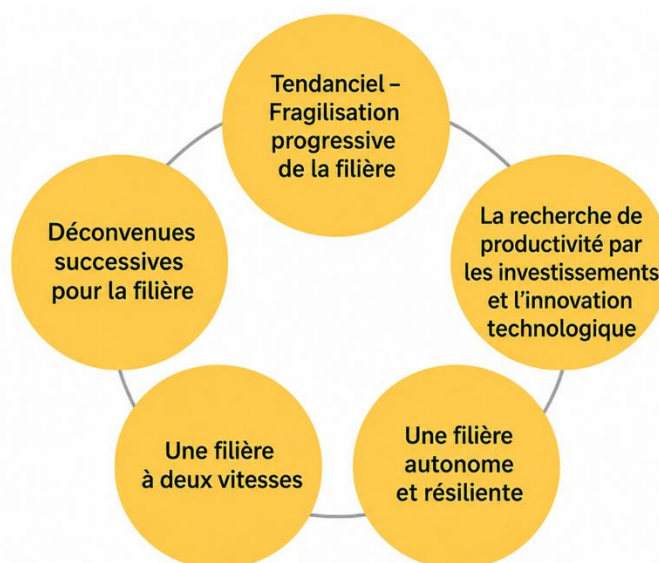 Tendanciel –
Fragilisation
progressive
de la filière
La recherche de
productivité par
les investissements
et l'innovation
technologique
Une filière
autonome
et résiliente
Une filière
à deux vitesses
Déconvenues
successives
pour la filière